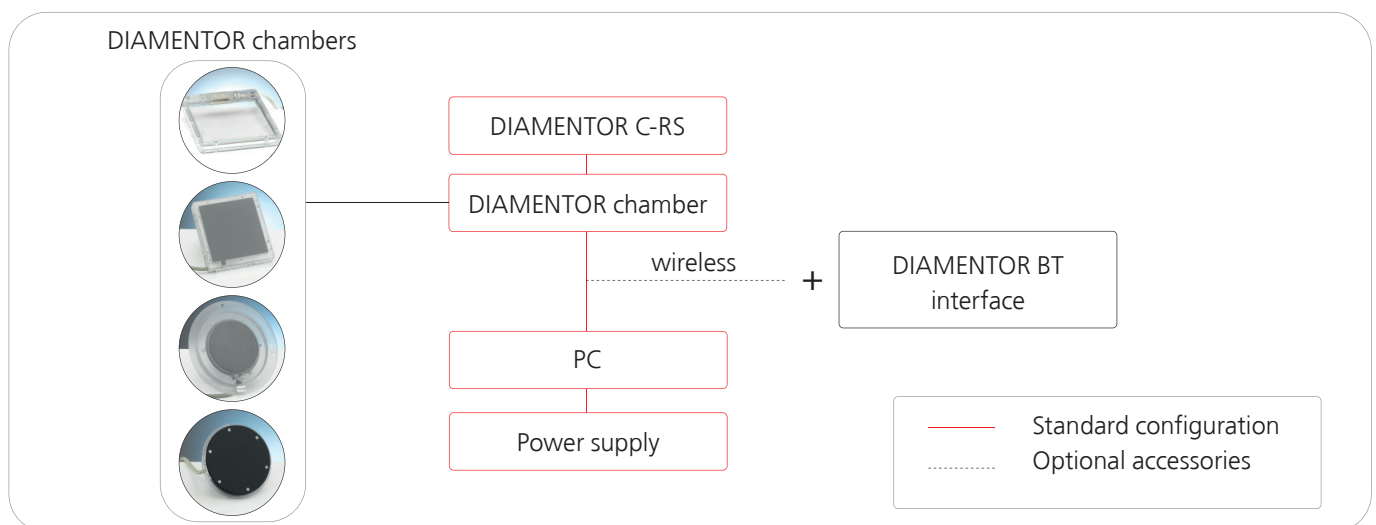 DIAMENTOR chambers
DIAMENTOR C-RS
DIAMENTOR chamber
wireless
+
DIAMENTOR BT
interface
PC
Power supply
Standard configuration
Optional accessories